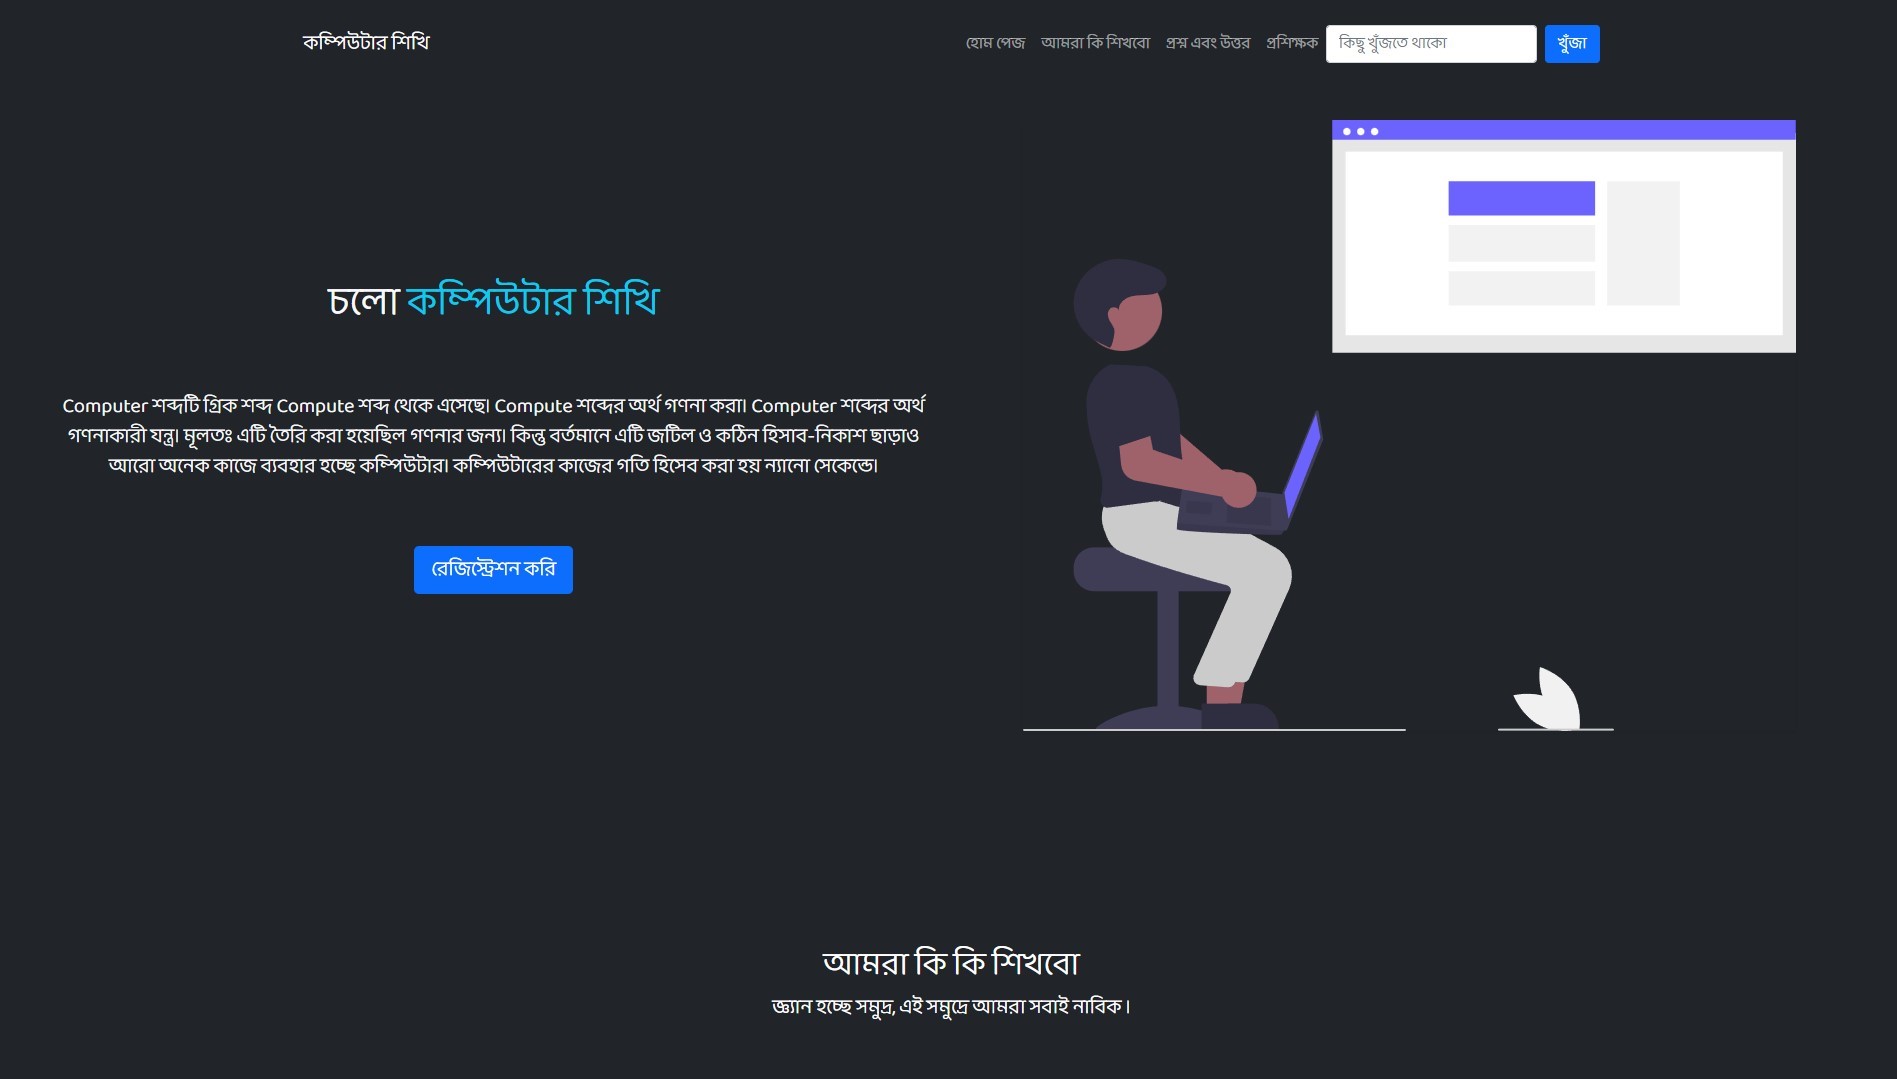 কম্পিউটার শিখি
হোম পেজ
আমরা কি শিখবো
প্রশ্ন এবং উত্তর
প্রশিক্ষক
কিছু খুঁজতে থাকো
খুঁজা
চলো কম্পিউটার শিখি
Computer শব্দটি গ্রিক শব্দ Compute শব্দ থেকে এসেছে। Compute শব্দের অর্থ গণনা করা। Computer শব্দের অর্থ
গণনাকারী যন্ত্র। মূলতঃ এটি তৈরি করা হয়েছিল গণনার জন্য। কিন্তু বর্তমানে এটি জটিল ও কঠিন হিসাব-নিকাশ ছাড়াও
আরো অনেক কাজে ব্যবহার হচ্ছে কম্পিউটার। কম্পিউটারের কাজের গতি হিসেব করা হয় ন্যানো সেকেন্ডে।
রেজিস্ট্রেশন করি
আমরা কি কি শিখবো
জ্ঞ্যান হচ্ছে সমুদ্র, এই সমুদ্রে আমরা সবাই নাবিক।